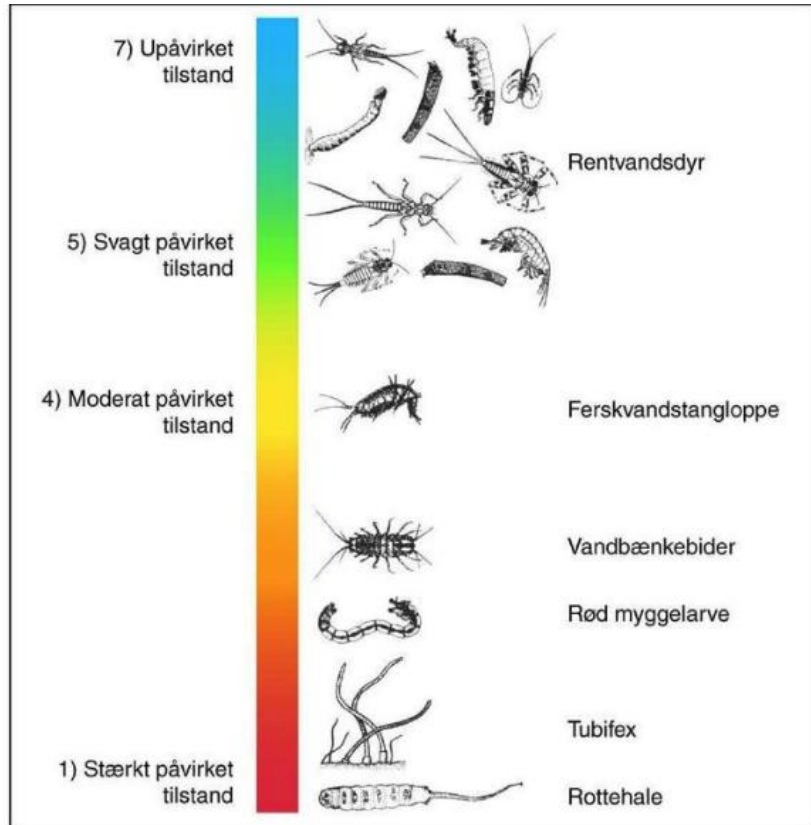 7) Upåvirket
tilstand
Rentvandsdyr
5) Svagt påvirket
tilstand
4) Moderat påvirket
tilstand
Ferskvandstangloppe
Vandbænkebider
Rød myggelarve
Tubifex
1) Stærkt påvirket
tilstand
Rottehale